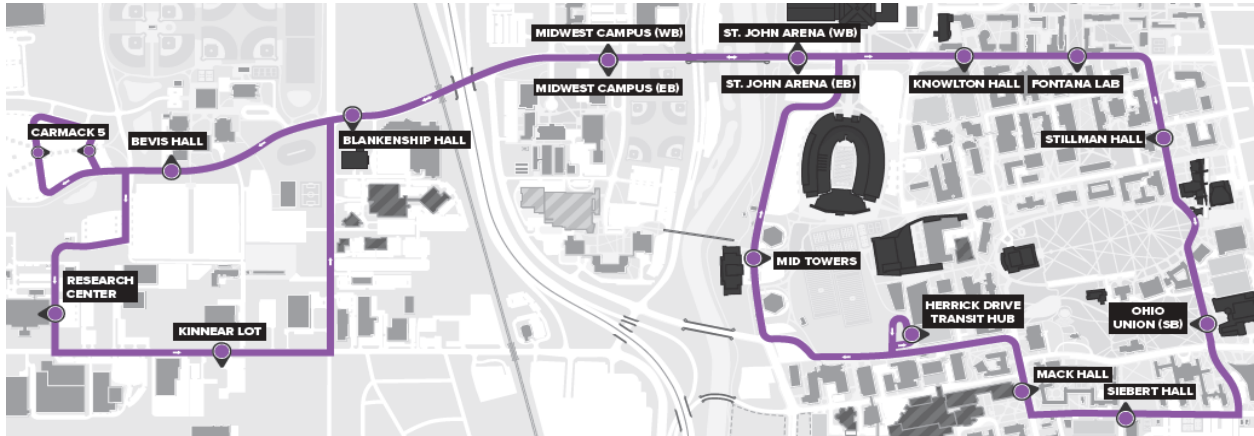 MIDWEST CAMPUS (WB)
ST. JOHN ARENA (WB)
MIDWEST CAMPUS (EB)
ST. JOHN ARENA (EB)
KNOWLTON HALL
FONTANA LAB
CARMACK 5
BEVIS HALL
BLANKENSHIP HALL
STILLMAN HALL
MID TOWERS
RESEARCH
CENTER
KINNEAR LOT
HERRICK DRIVE
TRANSIT HUB
OHIO
UNION (SB)
MACK HALL
SIEBERT HALL